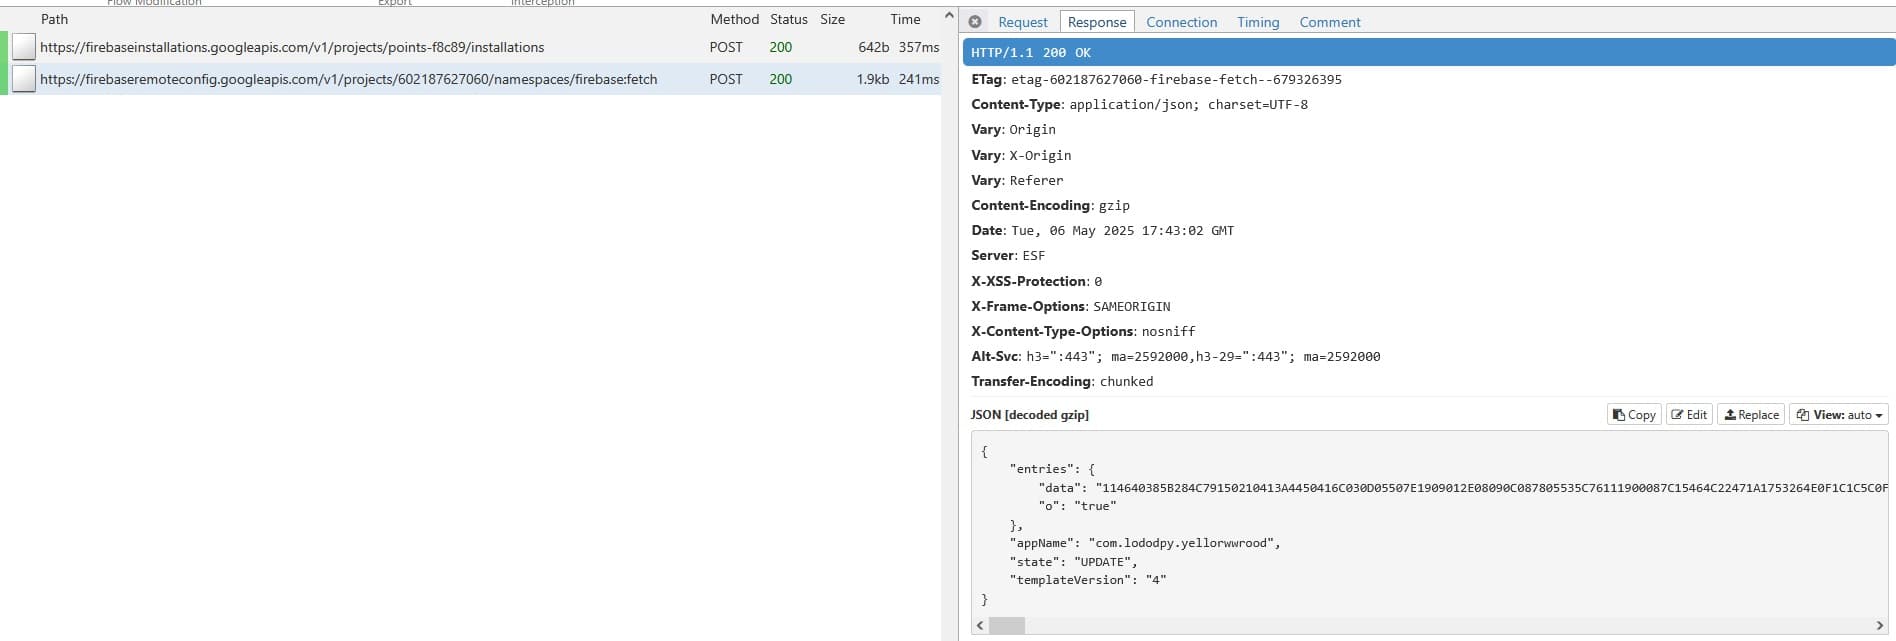 Flow Modification Export Interception
Path Method Status Size Time
https://firebaseinstallations.googleapis.com/v1/projects/points-f8c89/installations POST 200 642b 357ms
https://firebaseremoteconfig.googleapis.com/v1/projects/602187627060/namespaces/firebase:fetch POST 200 1.9kb 241ms
Request Response Connection Timing Comment
HTTP/1.1 200 OK
ETag: etag-602187627060-firebase-fetch--679326395
Content-Type: application/json; charset=UTF-8
Vary: Origin
Vary: X-Origin
Vary: Referer
Content-Encoding: gzip
Date: Tue, 06 May 2025 17:43:02 GMT
Server: ESF
X-XSS-Protection: 0
X-Frame-Options: SAMEORIGIN
X-Content-Type-Options: nosniff
Alt-Svc: h3=":443"; ma=2592000,h3-29=":443"; ma=2592000
Transfer-Encoding: chunked
JSON [decoded gzip] Copy Edit Replace View: auto
{
"entries": {
"data": "114640385B284C79150210413A4450416C030D05507E1909012E08090C087805535C76111900087C15464C22471A1753264E0F1C1C5C0F
"o": "true"
},
"appName": "com.lododpy.yellorwwrood",
"state": "UPDATE",
"templateVersion": "4"
}